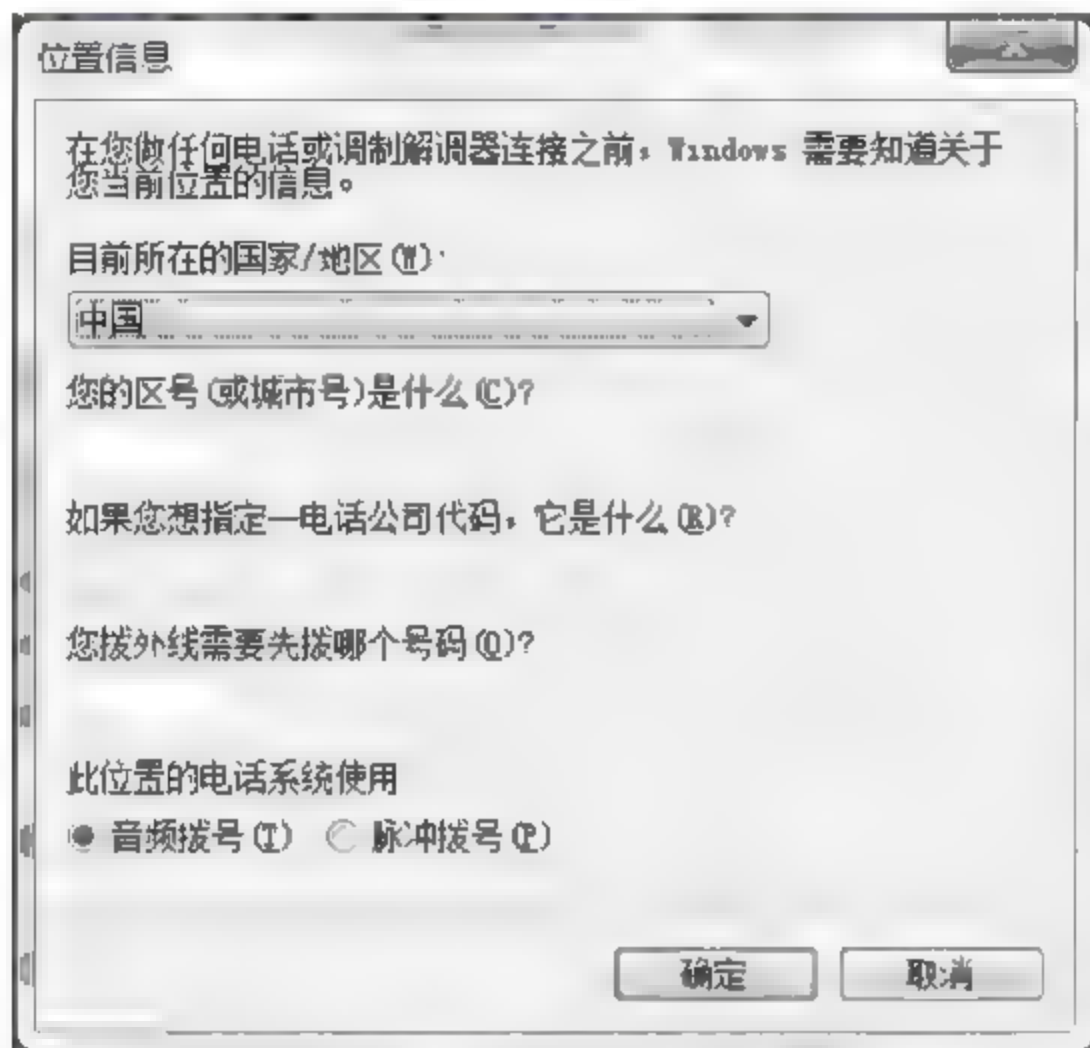 位置信息
在您做任何电话或调制解调器连接之前，Windows 需要知道关于
您当前位置的信息。
目前所在的国家/地区(W):
中国
您的区号(或城市号)是什么(C)?
如果您想指定一电话公司代码，它是什么(R)?
您拨外线需要先拨哪个号码(O)?
此位置的电话系统使用
音频拨号(T) 脉冲拨号(P)
确定 取消